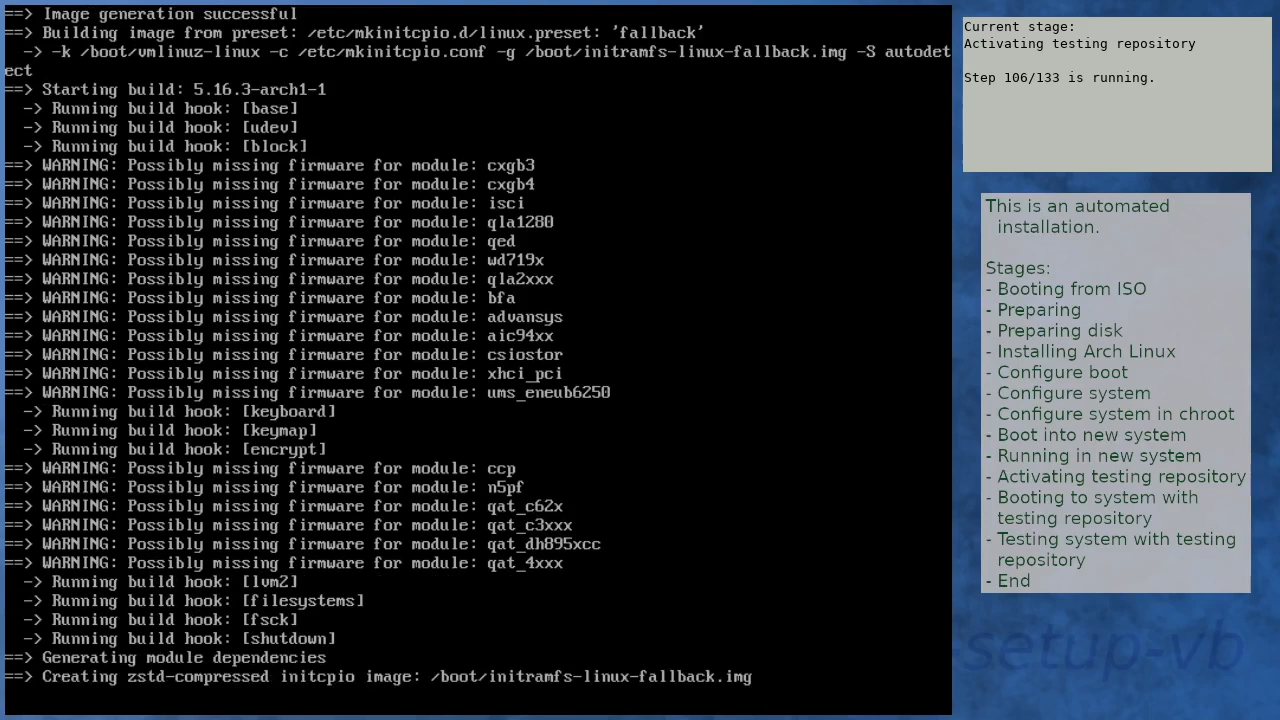 ==> Image generation successful
==> Building image from preset: /etc/mkinitcpio.d/linux.preset: 'fallback'
  -> -k /boot/vmlinuz-linux -c /etc/mkinitcpio.conf -g /boot/initramfs-linux-fallback.img -S autodet
ect
==> Starting build: 5.16.3-arch1-1
  -> Running build hook: [base]
  -> Running build hook: [udev]
  -> Running build hook: [block]
==> WARNING: Possibly missing firmware for module: cxgb3
==> WARNING: Possibly missing firmware for module: cxgb4
==> WARNING: Possibly missing firmware for module: isci
==> WARNING: Possibly missing firmware for module: qla1280
==> WARNING: Possibly missing firmware for module: qed
==> WARNING: Possibly missing firmware for module: wd719x
==> WARNING: Possibly missing firmware for module: qla2xxx
==> WARNING: Possibly missing firmware for module: bfa
==> WARNING: Possibly missing firmware for module: advansys
==> WARNING: Possibly missing firmware for module: aic94xx
==> WARNING: Possibly missing firmware for module: csiostor
==> WARNING: Possibly missing firmware for module: xhci_pci
==> WARNING: Possibly missing firmware for module: ums_eneub6250
  -> Running build hook: [keyboard]
  -> Running build hook: [keymap]
  -> Running build hook: [encrypt]
==> WARNING: Possibly missing firmware for module: ccp
==> WARNING: Possibly missing firmware for module: n5pf
==> WARNING: Possibly missing firmware for module: qat_c62x
==> WARNING: Possibly missing firmware for module: qat_c3xxx
==> WARNING: Possibly missing firmware for module: qat_dh895xcc
==> WARNING: Possibly missing firmware for module: qat_4xxx
  -> Running build hook: [lvm2]
  -> Running build hook: [filesystems]
  -> Running build hook: [fsck]
  -> Running build hook: [shutdown]
==> Generating module dependencies
==> Creating zstd-compressed initcpio image: /boot/initramfs-linux-fallback.img
Current stage:
Activating testing repository
Step 106/133 is running.
This is an automated
installation.
Stages:
- Booting from ISO
- Preparing
- Preparing disk
- Installing Arch Linux
- Configure boot
- Configure system
- Configure system in chroot
- Boot into new system
- Running in new system
- Activating testing repository
- Booting to system with
testing repository
- Testing system with testing
repository
- End
setup-vb